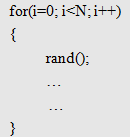 for(i=0; i<N; i++)
{
rand();
…
…
}